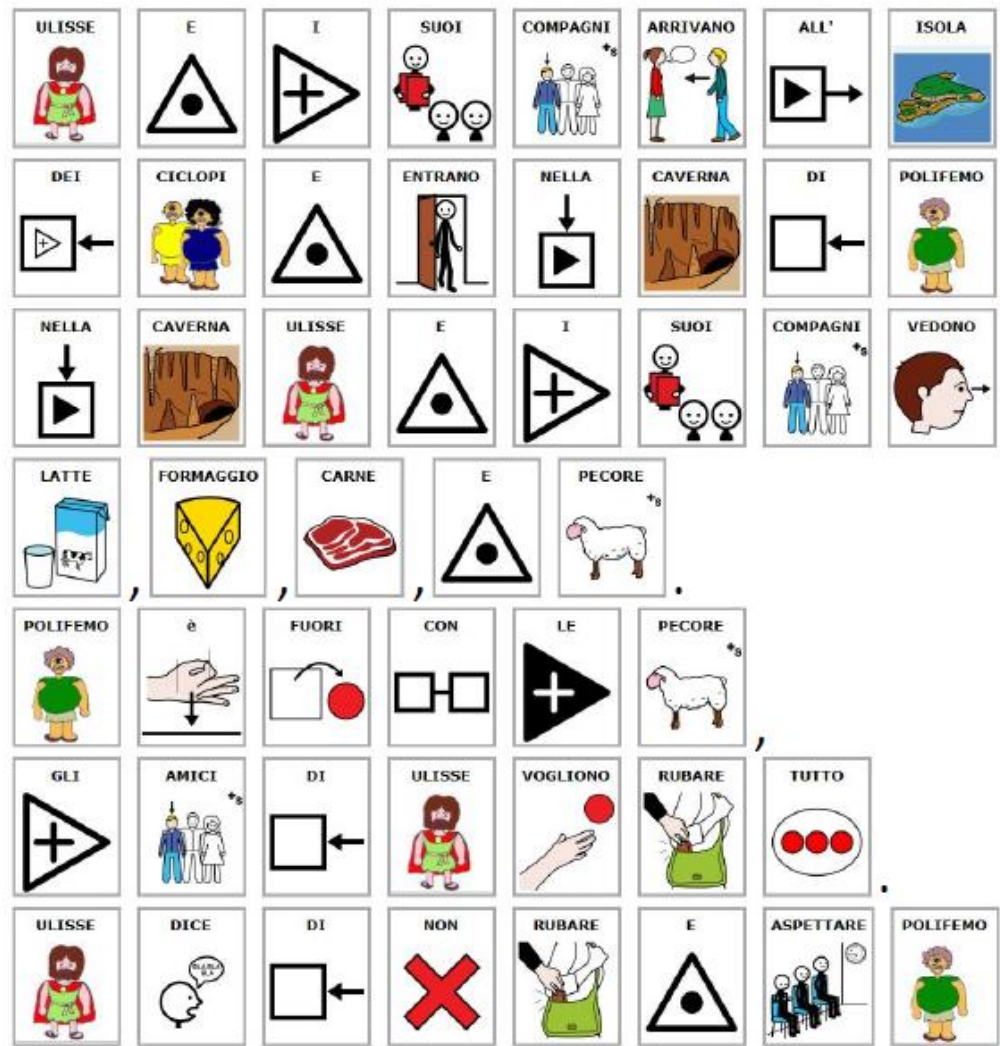 ULISSE E I SUOI COMPAGNI ARRIVANO ALL' ISOLA
DEI CICLOPI E ENTRANO NELLA CAVERNA DI POLIFEMO
NELLA CAVERNA ULISSE E I SUOI COMPAGNI VEDONO
LATTE, FORMAGGIO, CARNE, E PECORE.
POLIFEMO è FUORI CON LE PECORE,
GLI AMICI DI ULISSE VOGLIONO RUBARE TUTTO.
ULISSE DICE DI NON RUBARE E ASPETTARE POLIFEMO